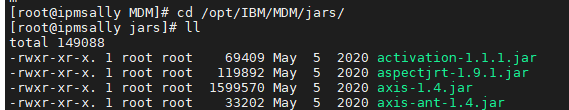 [root@ipmsally MDM]# cd /opt/IBM/MDM/jars/
[root@ipmsally jars]# ll
total 149088
-rwxr-xr-x. 1 root root 69409 May 5 2020 activation-1.1.1.jar
-rwxr-xr-x. 1 root root 119892 May 5 2020 aspectjrt-1.9.1.jar
-rwxr-xr-x. 1 root root 1599570 May 5 2020 axis-1.4.jar
-rwxr-xr-x. 1 root root 33202 May 5 2020 axis-ant-1.4.jar